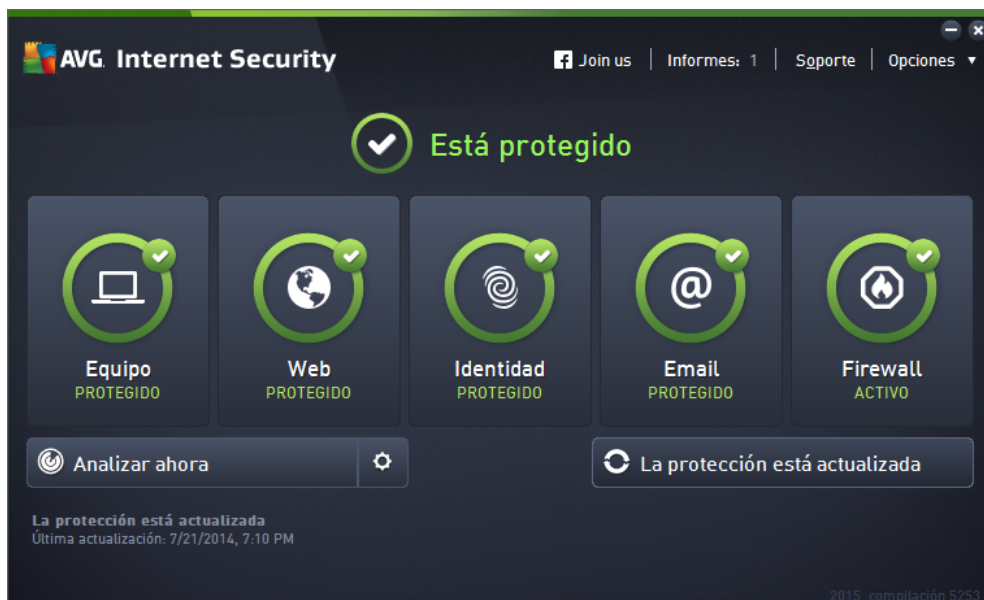 AVG. Internet Security
Join us | Informes: 1 | Soporte | Opciones
Está protegido
Equipo
PROTEGIDO
Web
PROTEGIDO
Identidad
PROTEGIDO
@
Email
PROTEGIDO
Firewall
ACTIVO
Analizar ahora
La protección está actualizada
La protección está actualizada
Última actualización: 7/21/2014, 7:10 PM
2015 compilación 5253